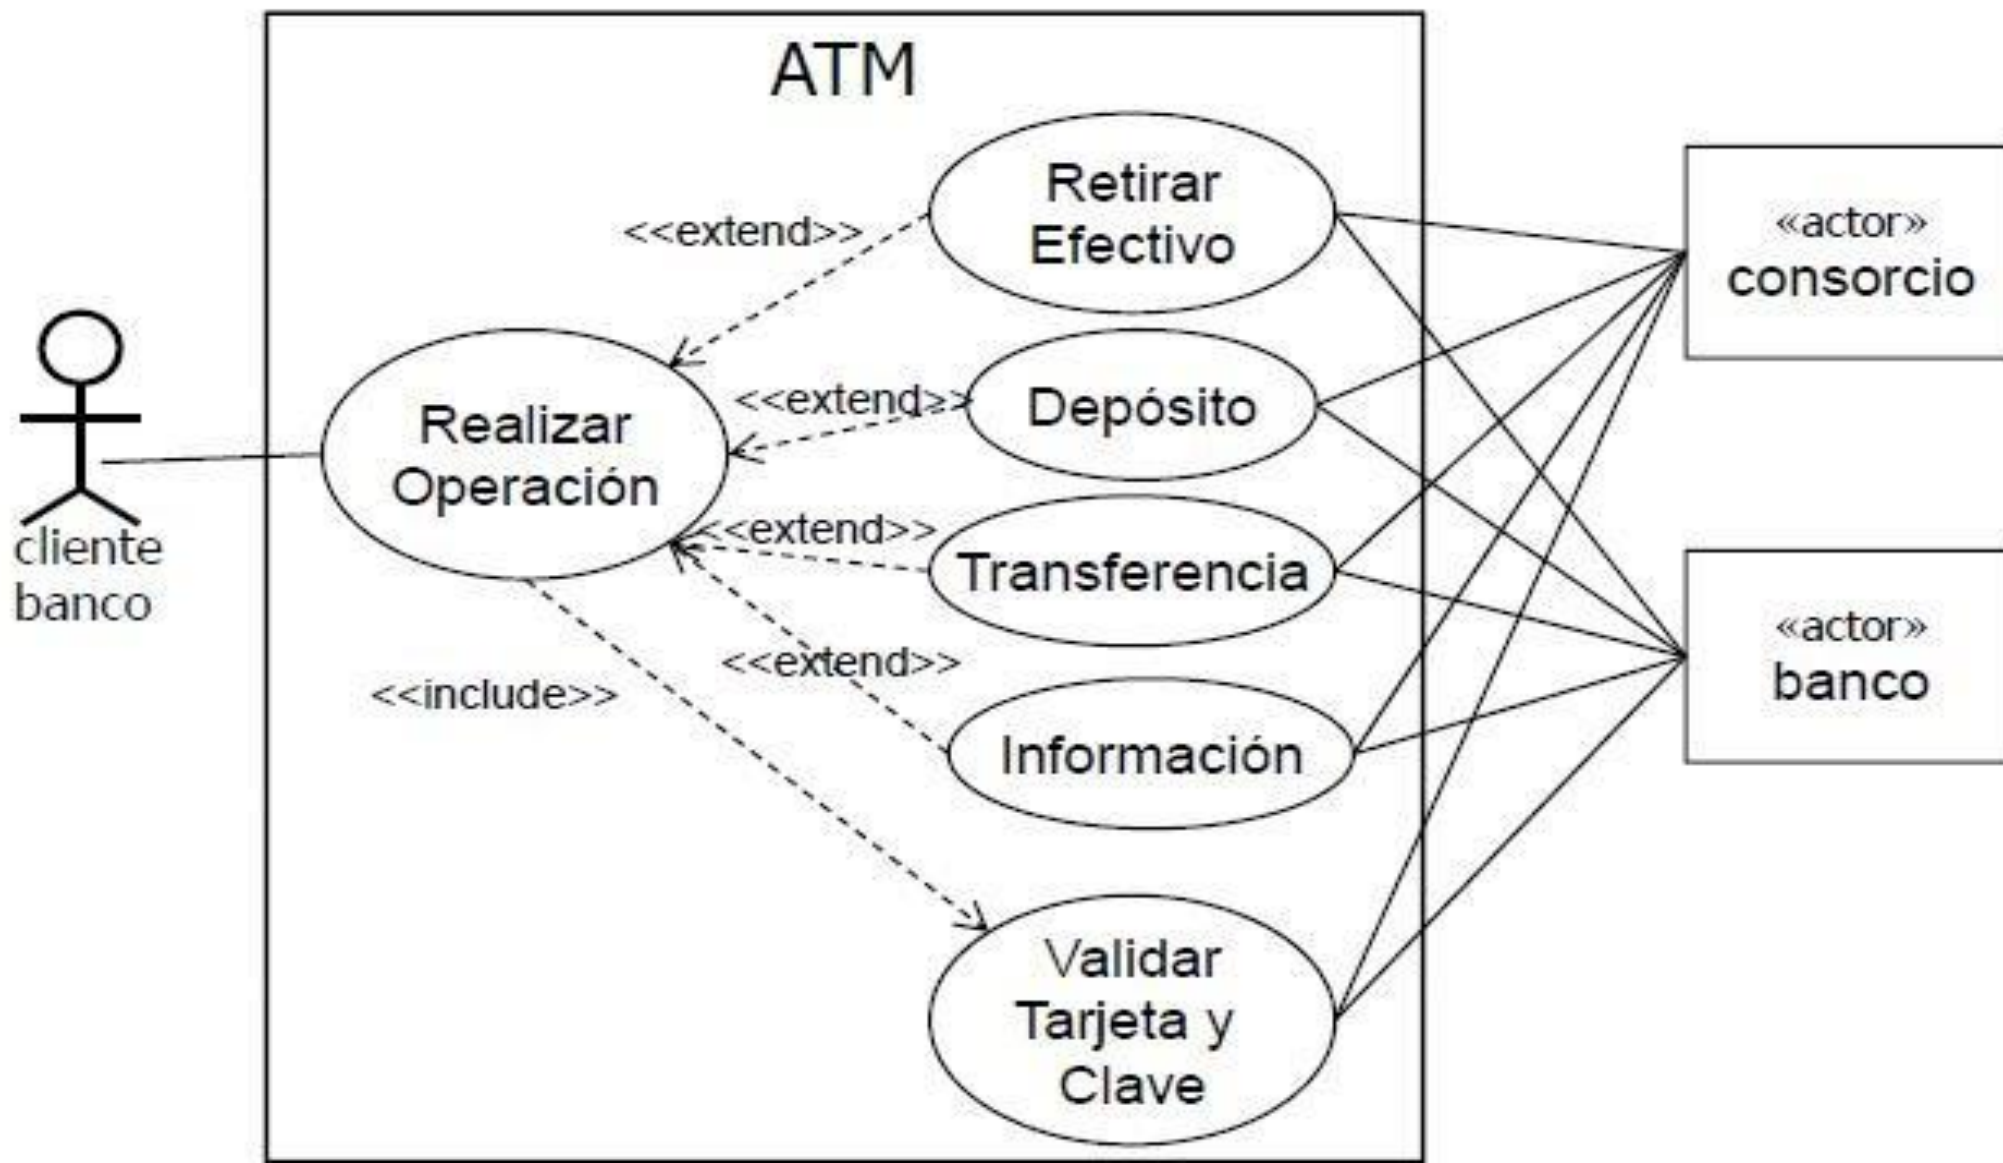 ATM
Retirar
Efectivo
<<extend>>
«actor»
consorcio
Realizar
Operación
<<extend>>
Depósito
cliente
banco
<<extend>>
Transferencia
«actor»
banco
<<include>>
<<extend>>
Información
Validar
Tarjeta y
Clave